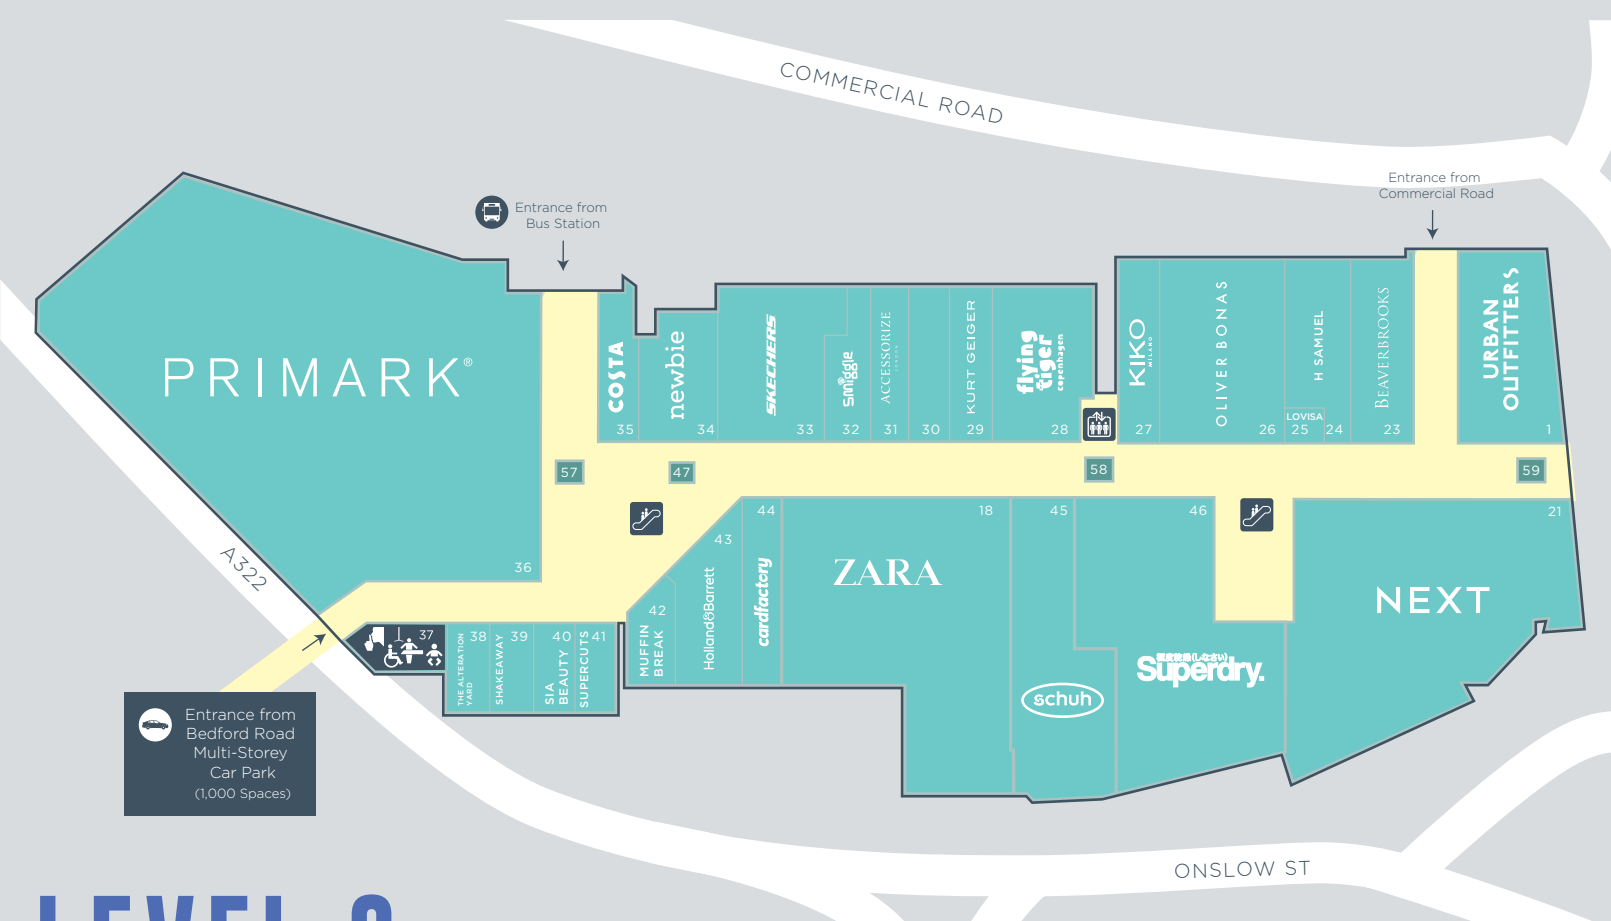 COMMERCIAL ROAD
Entrance from
Commercial Road
Entrance from
Bus Station
PRIMARK®
36
COSTA
35
newbie
34
SKECHERS
33
smiggle
32
ACCESSORIZE
LONDON
31
30
KURT GEIGER
29
flying
tiger
copenhagen
28
KIKO
MILANO
27
OLIVER BONAS
26
LOVISA
25
H SAMUEL
24
BEAVERBROOKS
23
URBAN
OUTFITTERS
1
57
47
58
59
44
cardfactory
43
Holland&Barrett
42
MUFFIN
BREAK
18
ZARA
45
schuh
46
Superdry.
21
NEXT
A322
37
38
THE ALTERATION
YARD
39
SHAKEAWAY
40
SIA
BEAUTY
41
SUPERCUTS
Entrance from
Bedford Road
Multi-Storey
Car Park
(1,000 Spaces)
ONSLOW ST
LEVEL